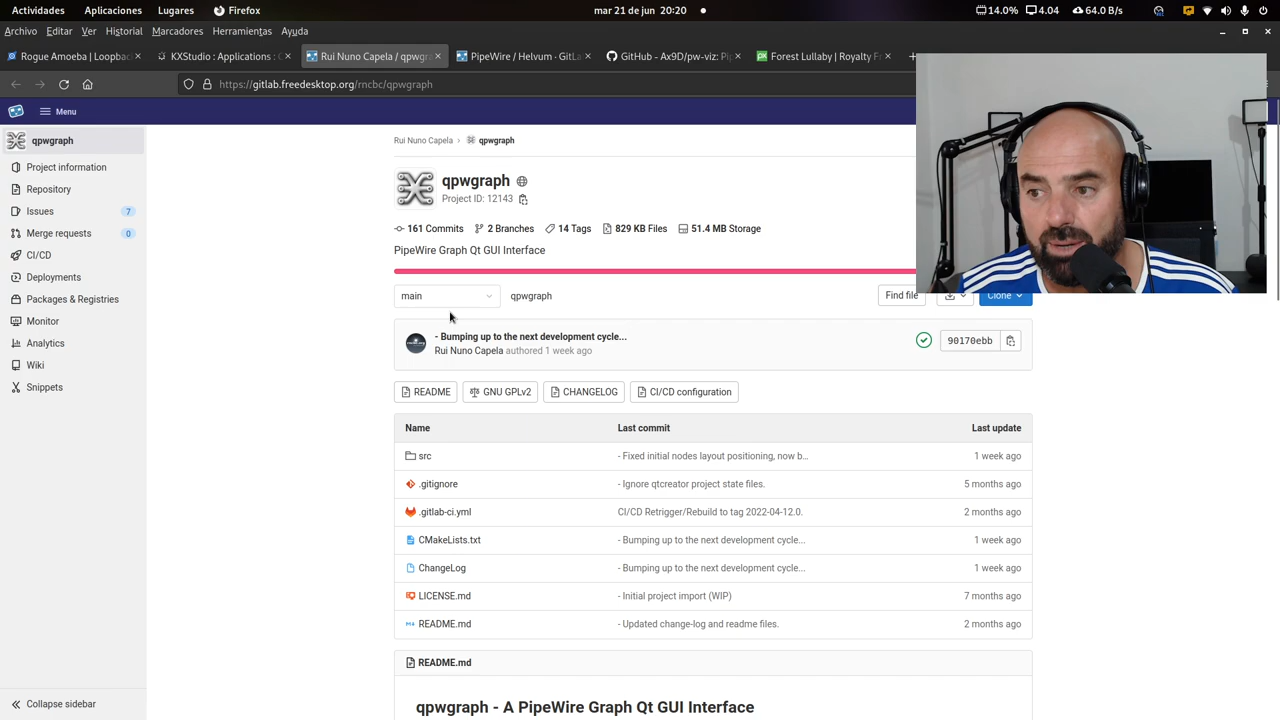 Actividades Aplicaciones Lugares Firefox mar 21 de jun 20:20 14.0% 4.04 64.0 B/s
Archivo Editar Ver Historial Marcadores Herramientas Ayuda
Rogue Amoeba | Loopbac KXStudio : Applications : C Rui Nuno Capela / qpwgra PipeWire / Helvum · GitLa GitHub - Ax9D/pw-viz: Pi Forest Lullaby | Royalty Fr
https://gitlab.freedesktop.org/rncbc/qpwgraph
Menu
qpwgraph
Project information
Repository
Issues 7
Merge requests 0
CI/CD
Deployments
Packages & Registries
Monitor
Analytics
Wiki
Snippets
Collapse sidebar
Rui Nuno Capela qpwgraph
qpwgraph
Project ID: 12143
161 Commits 2 Branches 14 Tags 829 KB Files 51.4 MB Storage
PipeWire Graph Qt GUI Interface
main qpwgraph Find file Clone
- Bumping up to the next development cycle...
Rui Nuno Capela authored 1 week ago
90170ebb
README GNU GPLv2 CHANGELOG CI/CD configuration
Name Last commit Last update
src - Fixed initial nodes layout positioning, now b... 1 week ago
.gitignore - Ignore qtcreator project state files. 5 months ago
.gitlab-ci.yml CI/CD Retrigger/Rebuild to tag 2022-04-12.0. 2 months ago
CMakeLists.txt - Bumping up to the next development cycle... 1 week ago
ChangeLog - Bumping up to the next development cycle... 1 week ago
LICENSE.md - Initial project import (WIP) 7 months ago
README.md - Updated change-log and readme files. 2 months ago
README.md
qpwgraph - A PipeWire Graph Qt GUI Interface